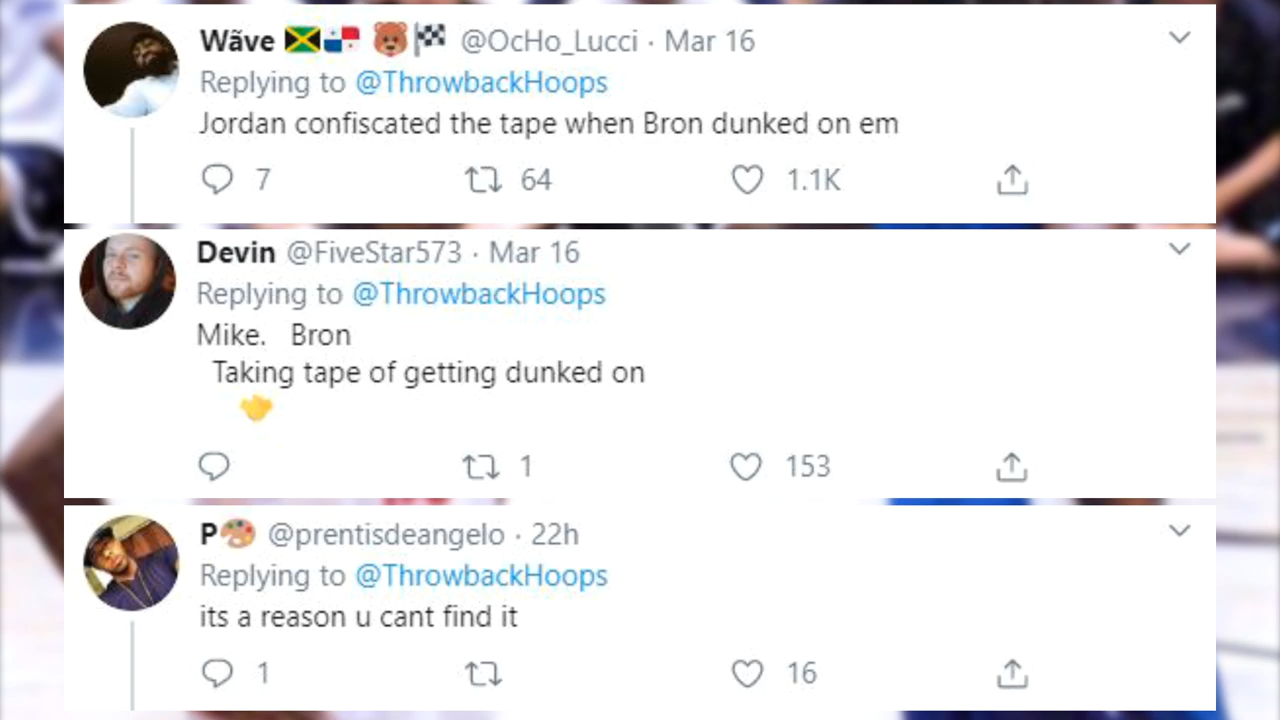 Wãve 🇯🇲🇵🇦 🐻🏁 @OcHo_Lucci · Mar 16
Replying to @ThrowbackHoops
Jordan confiscated the tape when Bron dunked on em
7 64 1.1K
Devin @FiveStar573 · Mar 16
Replying to @ThrowbackHoops
Mike. Bron
Taking tape of getting dunked on
🤝
1 153
P🎨 @prentisdeangelo · 22h
Replying to @ThrowbackHoops
its a reason u cant find it
1 16